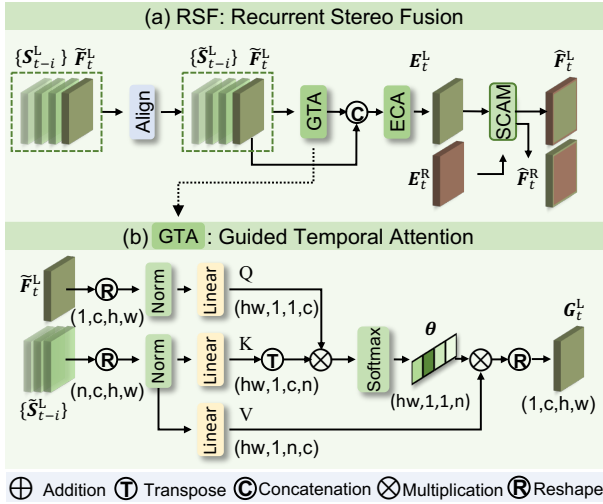 (a) RSF: Recurrent Stereo Fusion
{S^L_{t-i}} F̃^L_t
{S̃^L_{t-i}} F̃^L_t
E^L_t
F̂^L_t
Align
GTA
C
ECA
SCAM
E^R_t
F̂^R_t
(b) GTA : Guided Temporal Attention
F̃^L_t
R
(1,c,h,w)
Norm
Linear
Q
(hw,1,1,c)
{S̃^L_{t-i}}
R
(n,c,h,w)
Norm
Linear
K
T
(hw,1,c,n)
Linear
V
(hw,1,n,c)
Softmax
θ
(hw,1,1,n)
R
G^L_t
(1,c,h,w)
Addition T Transpose C Concatenation Multiplication R Reshape